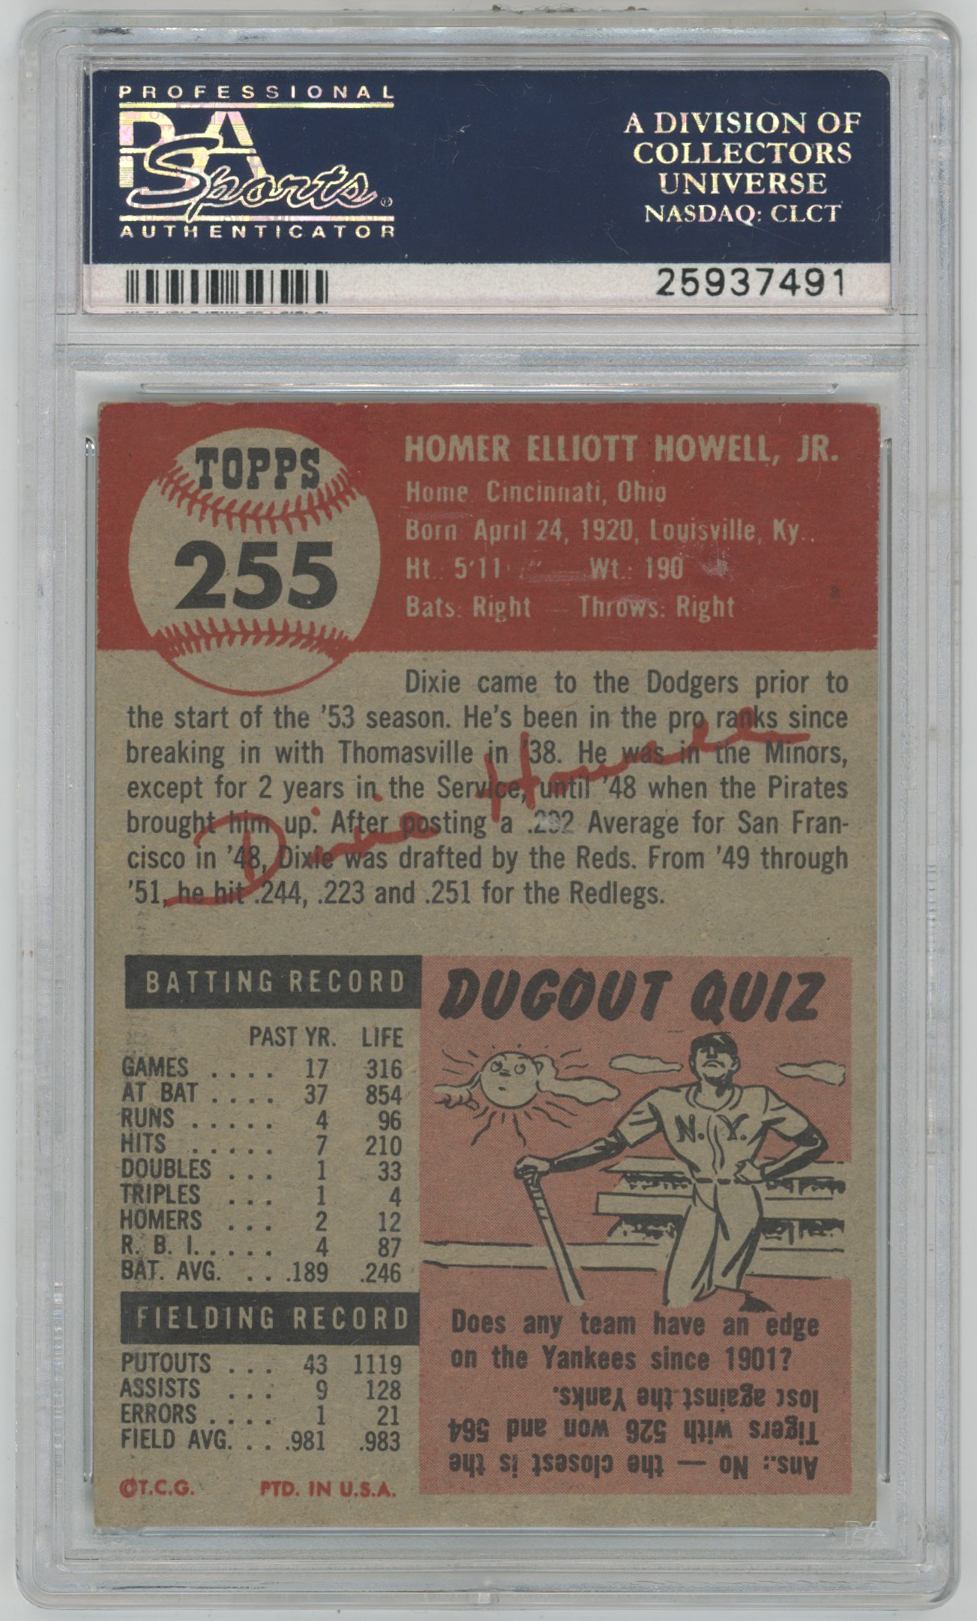 PROFESSIONAL
PSA
Sports®
AUTHENTICATOR
A DIVISION OF
COLLECTORS
UNIVERSE
NASDAQ: CLCT
25937491
TOPPS
255
HOMER ELLIOTT HOWELL, JR.
Home: Cincinnati, Ohio
Born: April 24, 1920, Louisville, Ky.
Ht.: 5'11" Wt.: 190
Bats: Right — Throws: Right
Dixie came to the Dodgers prior to
the start of the '53 season. He's been in the pro ranks since
breaking in with Thomasville in '38. He was in the Minors,
except for 2 years in the Service, until '48 when the Pirates
brought him up. After posting a .292 Average for San Fran-
cisco in '48, Dixie was drafted by the Reds. From '49 through
'51, he hit .244, .223 and .251 for the Redlegs.
Dixie Howell
BATTING RECORD
PAST YR. LIFE
GAMES .... 17 316
AT BAT .... 37 854
RUNS ..... 4 96
HITS ..... 7 210
DOUBLES ... 1 33
TRIPLES ... 1 4
HOMERS ... 2 12
R. B. I..... 4 87
BAT. AVG. ...189 .246
FIELDING RECORD
PUTOUTS ... 43 1119
ASSISTS ... 9 128
ERRORS .... 1 21
FIELD AVG. ...981 .983
©T.C.G. PTD. IN U.S.A.
DUGOUT QUIZ
N.Y.
Does any team have an edge
on the Yankees since 1901?
Ans.: No — the closest is the
Tigers with 526 won and 564
lost against the Yanks.
PSA